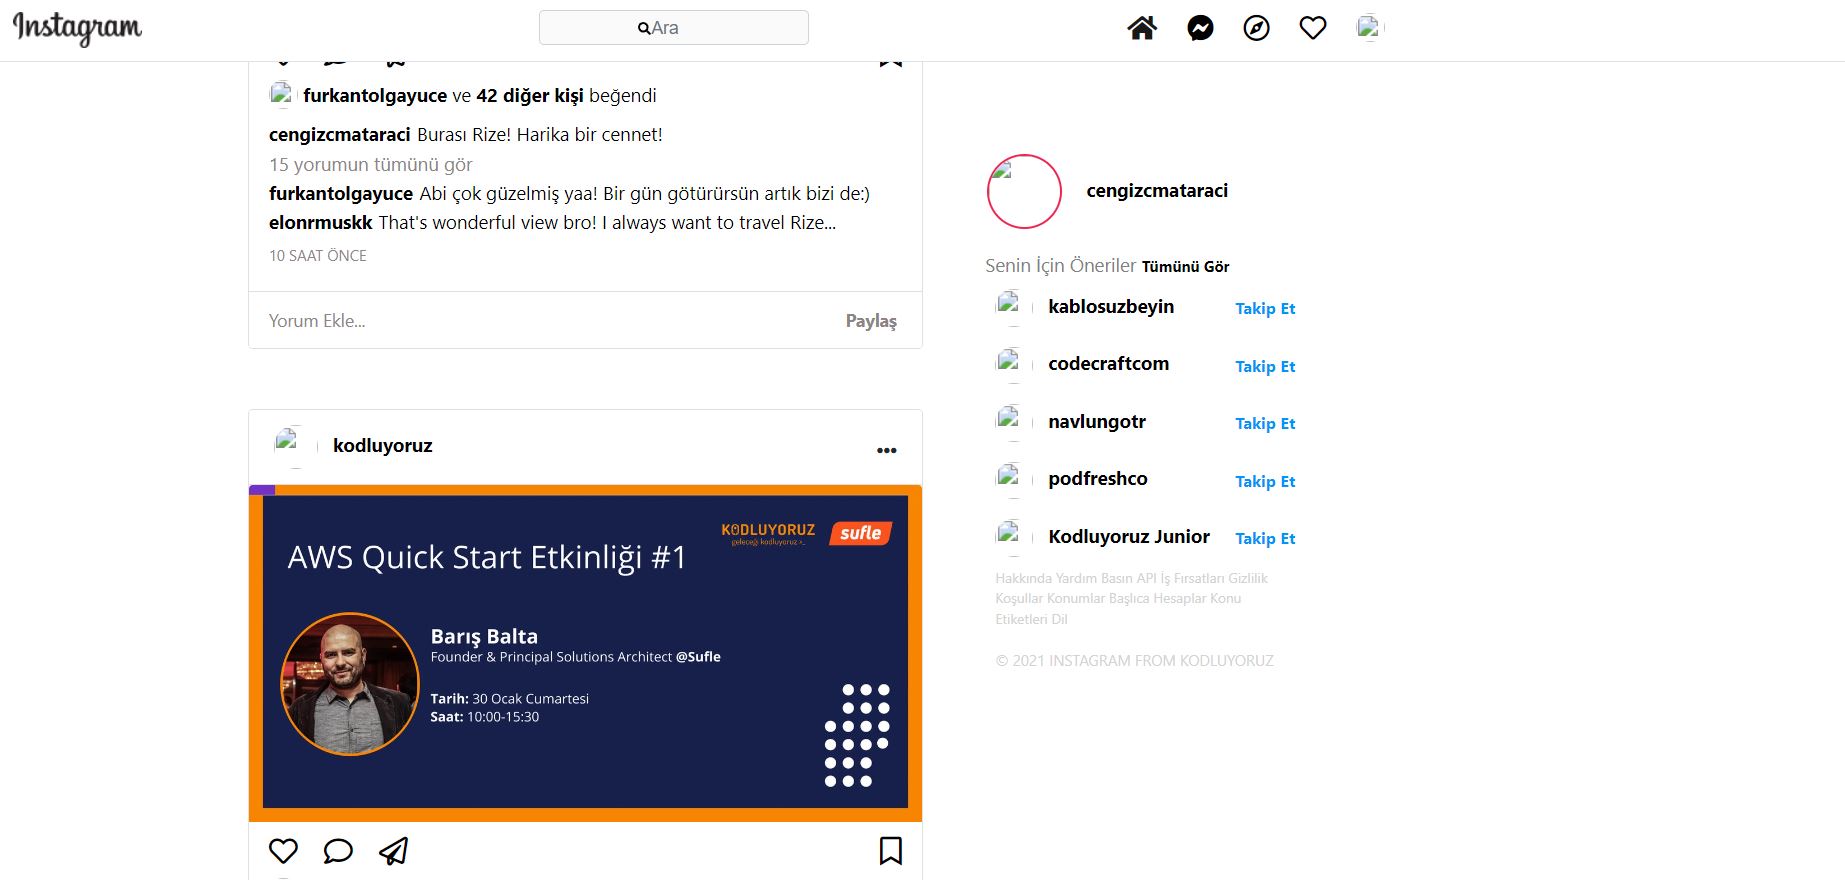 Instagram
Ara
furkantolgayuce ve 42 diğer kişi beğendi
cengizcmataraci Burası Rize! Harika bir cennet!
15 yorumun tümünü gör
furkantolgayuce Abi çok güzelmiş yaa! Bir gün götürürsün artık bizi de:)
elonrmuskk That's wonderful view bro! I always want to travel Rize...
10 SAAT ÖNCE
Yorum Ekle...
Paylaş
kodluyoruz
KODLUYORUZ
geleceği kodluyoruz >_
sufle
AWS Quick Start Etkinliği #1
Barış Balta
Founder & Principal Solutions Architect @Sufle
Tarih: 30 Ocak Cumartesi
Saat: 10:00-15:30
cengizcmataraci
Senin İçin Öneriler Tümünü Gör
kablosuzbeyin Takip Et
codecraftcom Takip Et
navlungotr Takip Et
podfreshco Takip Et
Kodluyoruz Junior Takip Et
Hakkında Yardım Basın API İş Fırsatları Gizlilik
Koşullar Konumlar Başlıca Hesaplar Konu
Etiketleri Dil
© 2021 INSTAGRAM FROM KODLUYORUZ